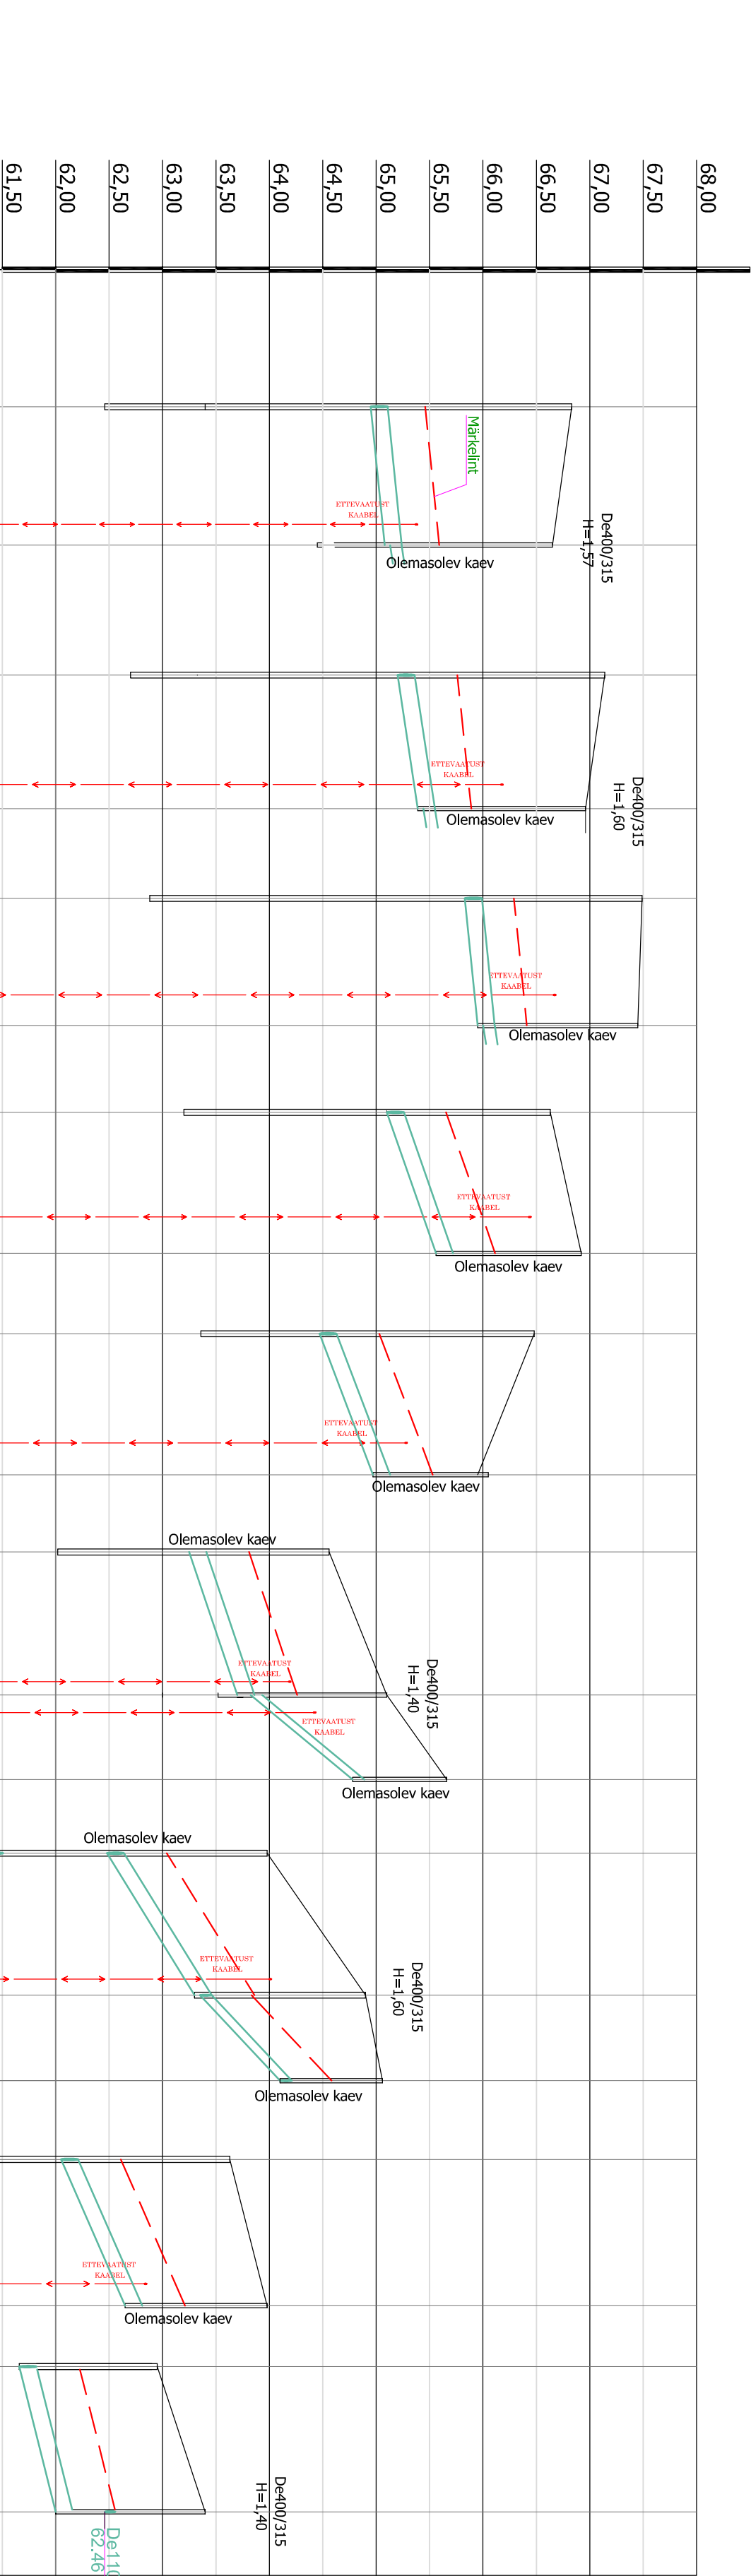 68,00
67,50
67,00
66,50
66,00
65,50
65,00
64,50
64,00
63,50
63,00
62,50
62,00
61,50
Märkelint
ETTEVAATUST
KAABEL
De400/315
H=1,57
Olemasolev kaev
ETTEVAATUST
KAABEL
De400/315
H=1,60
Olemasolev kaev
ETTEVAATUST
KAABEL
Olemasolev kaev
ETTEVAATUST
KAABEL
Olemasolev kaev
ETTEVAATUST
KAABEL
Olemasolev kaev
Olemasolev kaev
ETTEVAATUST
KAABEL
De400/315
H=1,40
ETTEVAATUST
KAABEL
Olemasolev kaev
Olemasolev kaev
ETTEVAATUST
KAABEL
De400/315
H=1,60
Olemasolev kaev
ETTEVAATUST
KAABEL
Olemasolev kaev
De400/315
H=1,40
De110
62.46